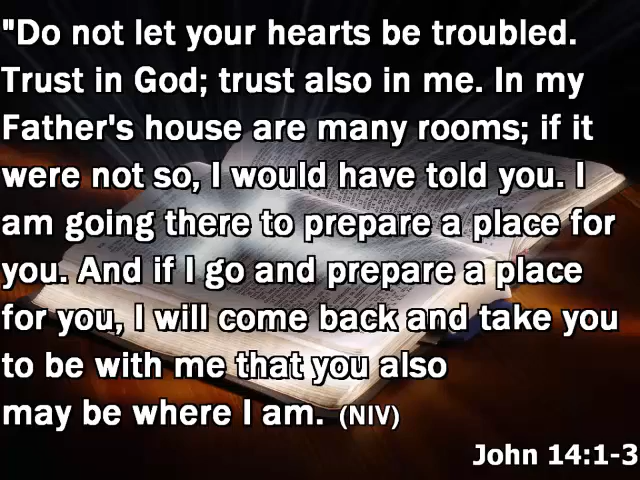 "Do not let your hearts be troubled.
Trust in God; trust also in me. In my
Father's house are many rooms; if it
were not so, I would have told you. I
am going there to prepare a place for
you. And if I go and prepare a place
for you, I will come back and take you
to be with me that you also
may be where I am. (NIV)
John 14:1-3